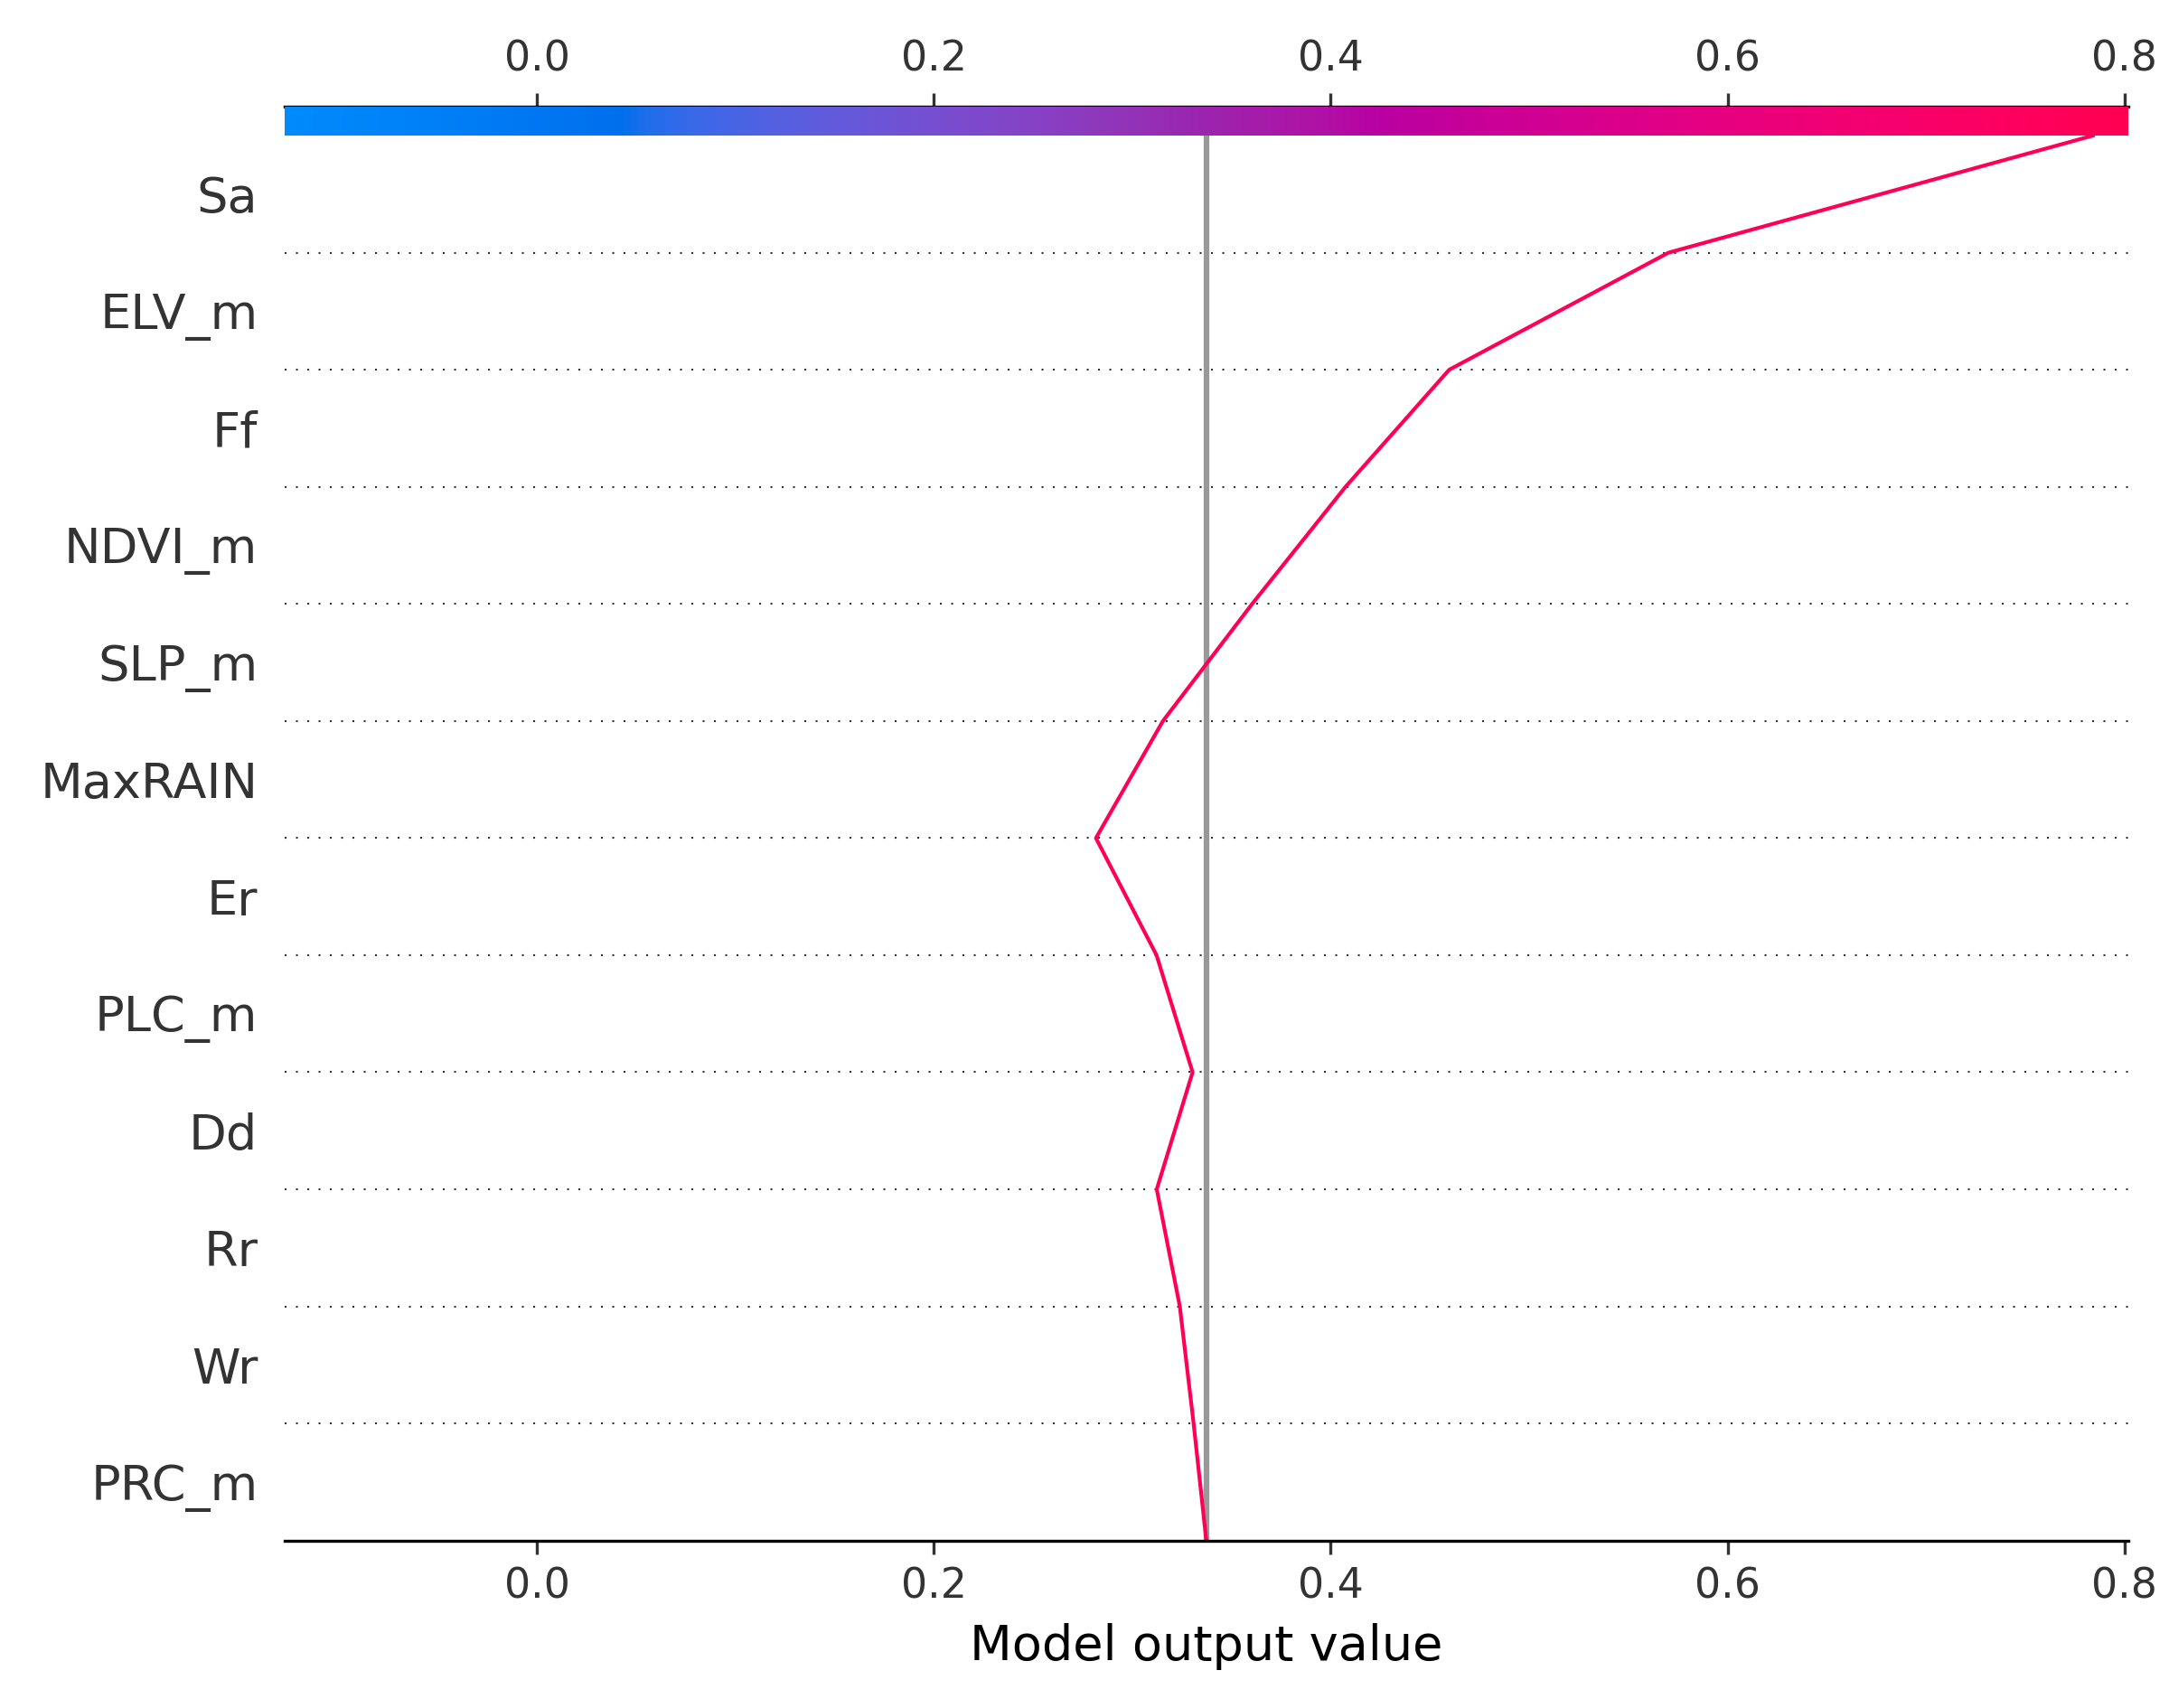 0.0 0.2 0.4 0.6 0.8
Sa
ELV_m
Ff
NDVI_m
SLP_m
MaxRAIN
Er
PLC_m
Dd
Rr
Wr
PRC_m
0.0 0.2 0.4 0.6 0.8
Model output value